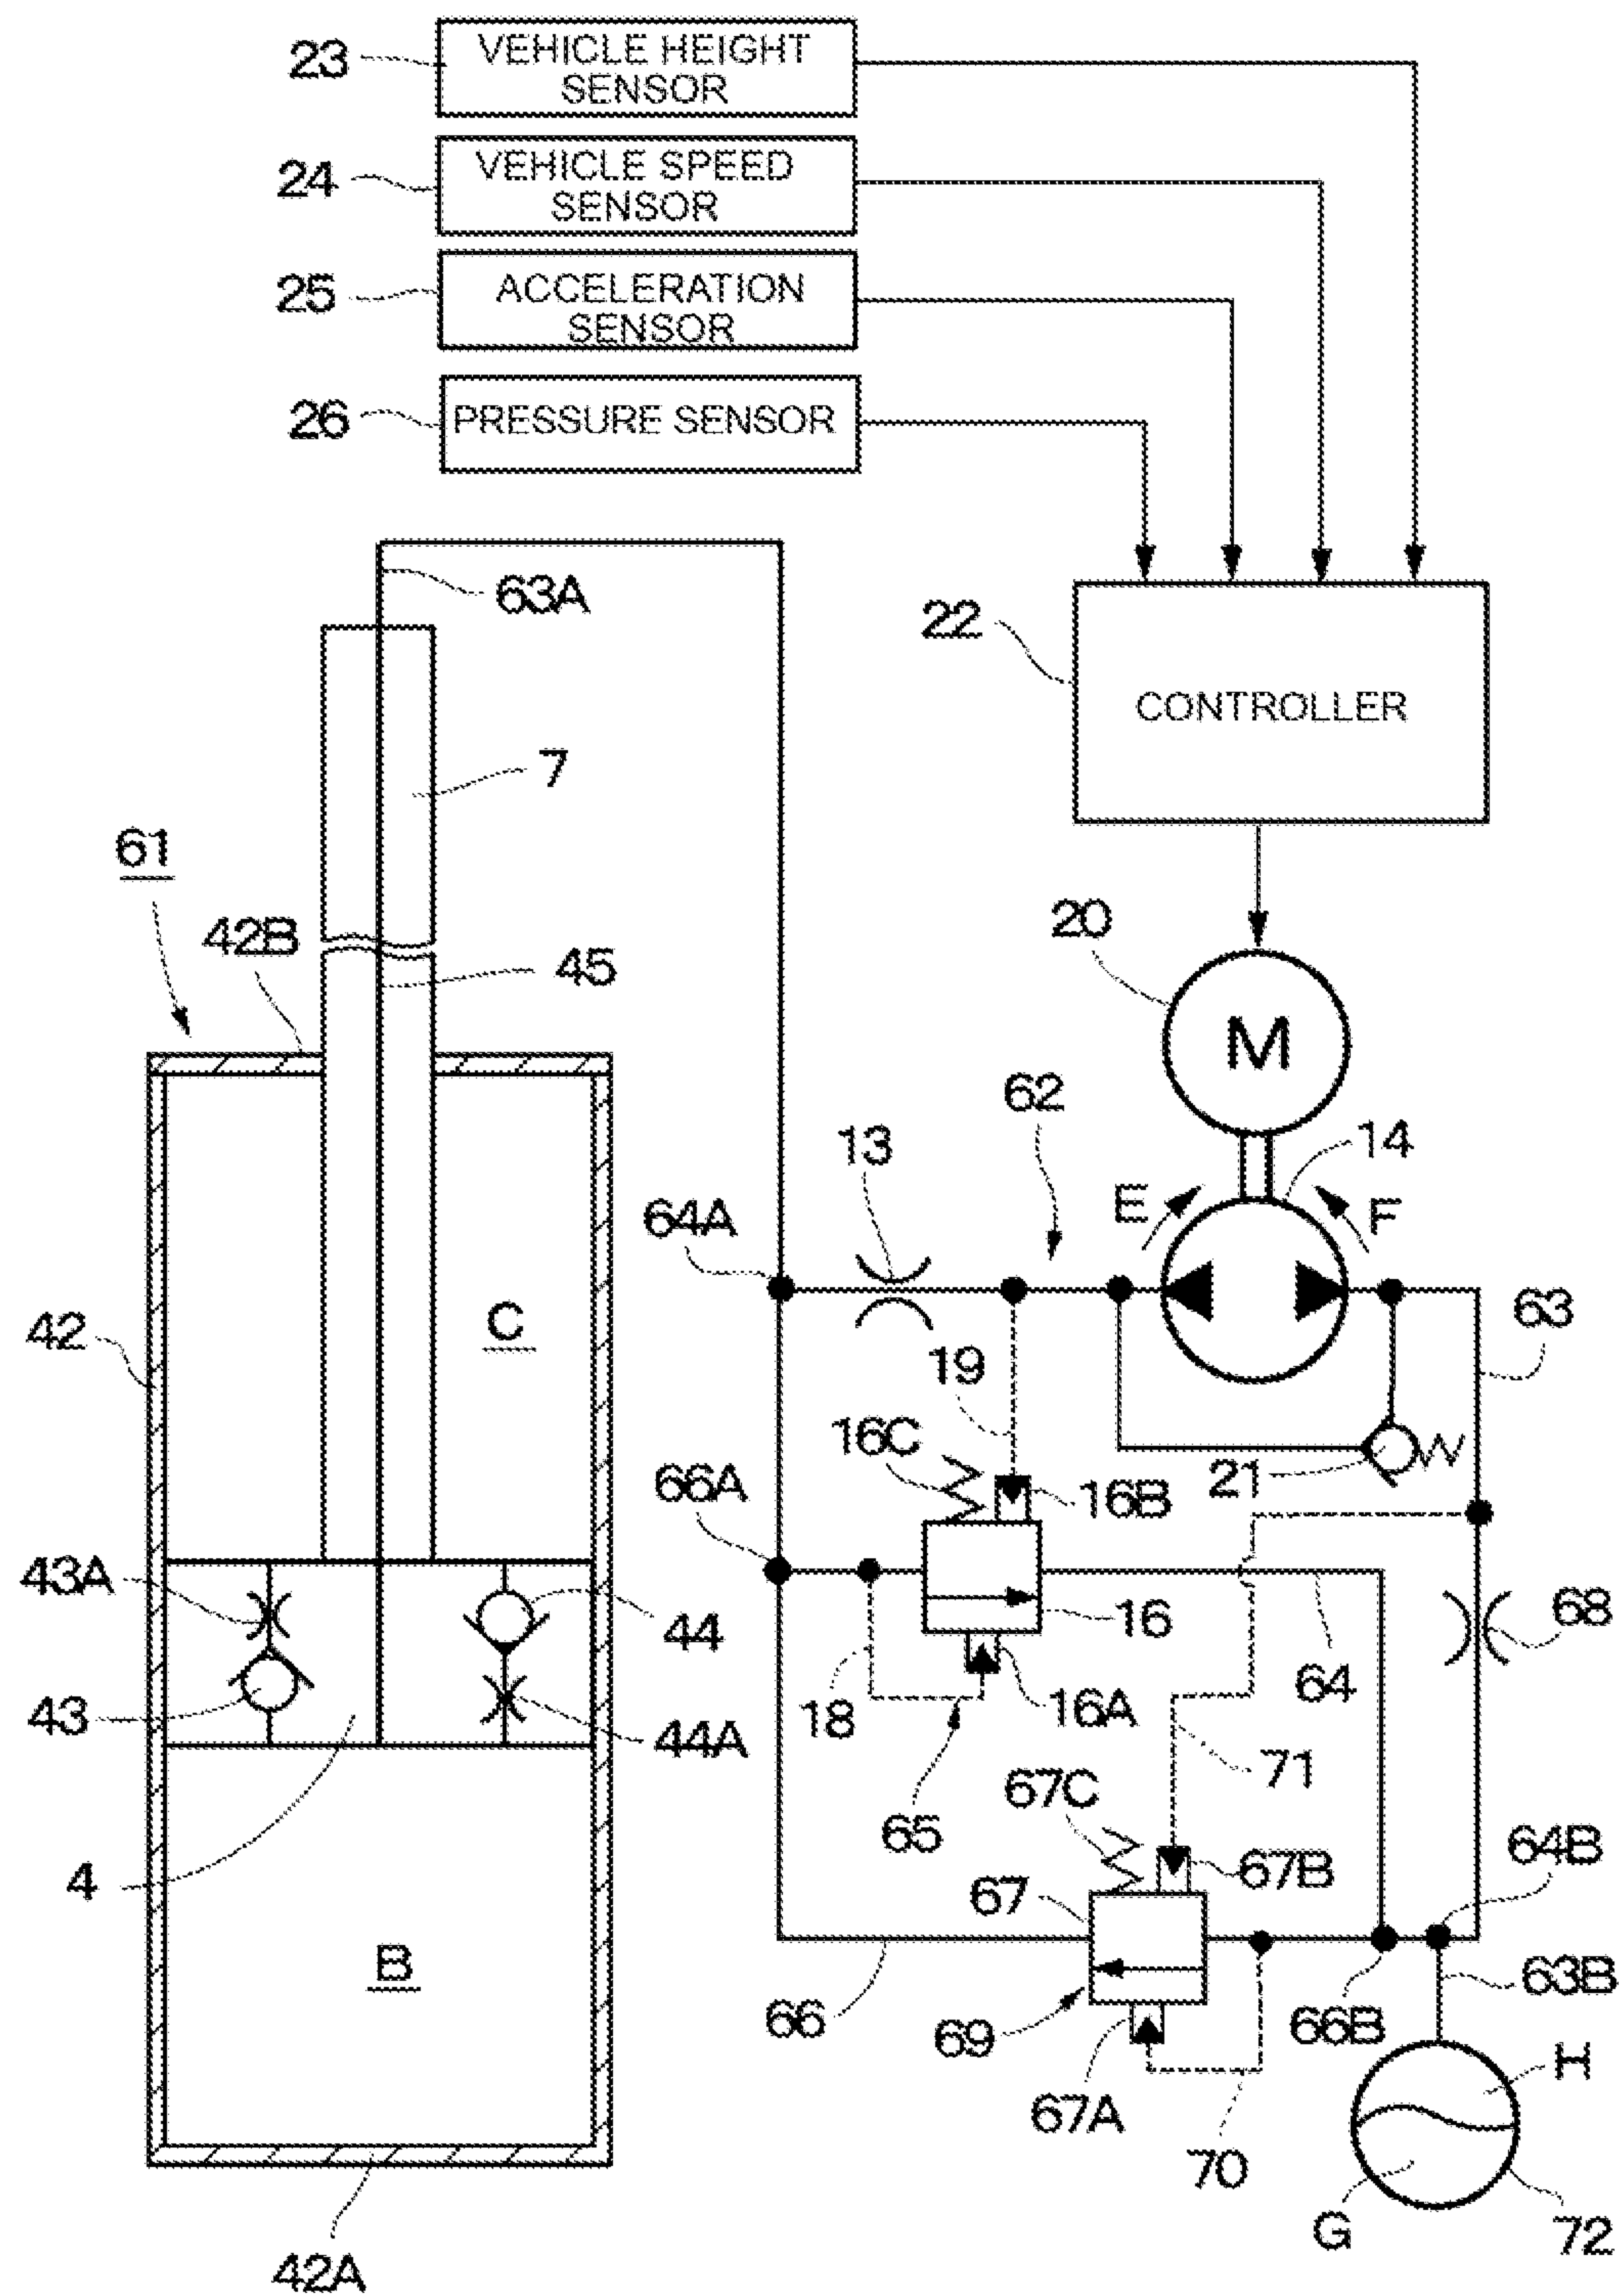 23
VEHICLE HEIGHT
SENSOR
24
VEHICLE SPEED
SENSOR
25
ACCELERATION
SENSOR
26
PRESSURE SENSOR
63A
22
CONTROLLER
7
61
42B
45
20
M
62
13
14
E
F
64A
42
C
63
19
16C
16B
21
66A
43A
44
16
68
43
18
16A
64
44A
71
67C
65
4
67
67B
64B
B
66
69
66B
63B
H
67A
70
G
72
42A